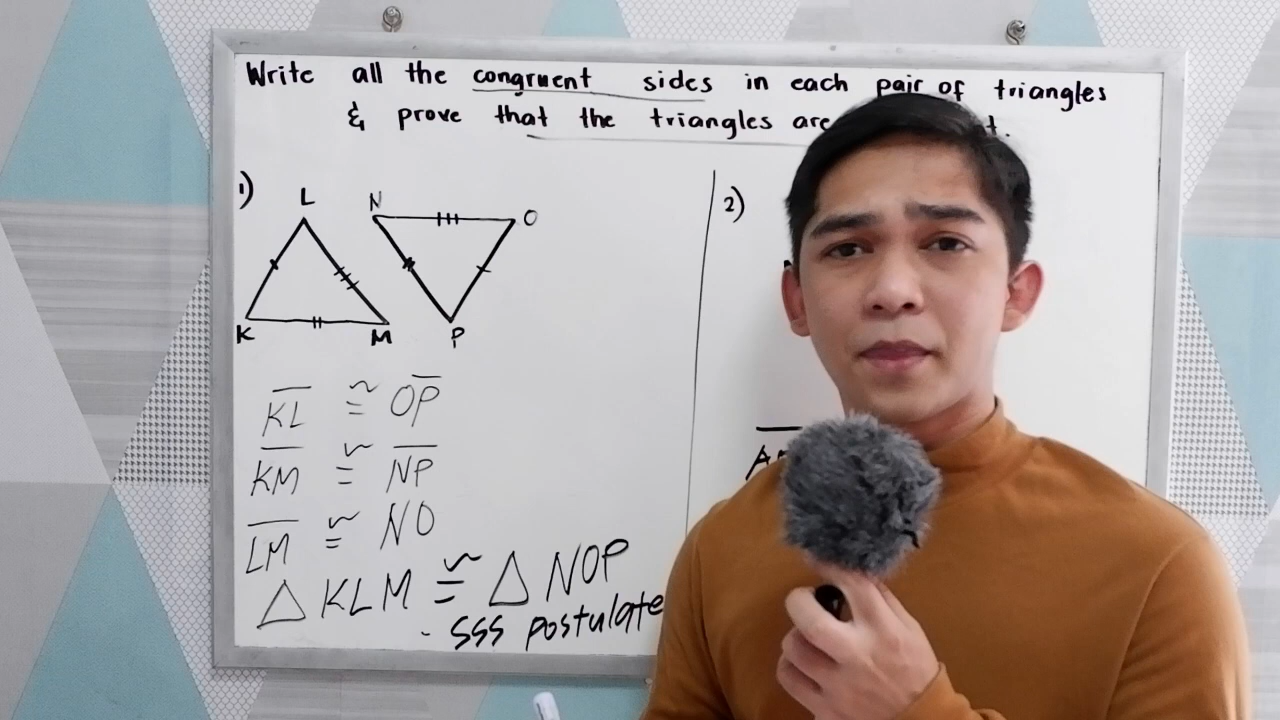 Write all the congruent sides in each pair of triangles
& prove that the triangles are
1)
L
N
O
K
M
P
KL ≅ OP
KM ≅ NP
LM ≅ NO
△ KLM ≅ △ NOP
- SSS postulate
2)